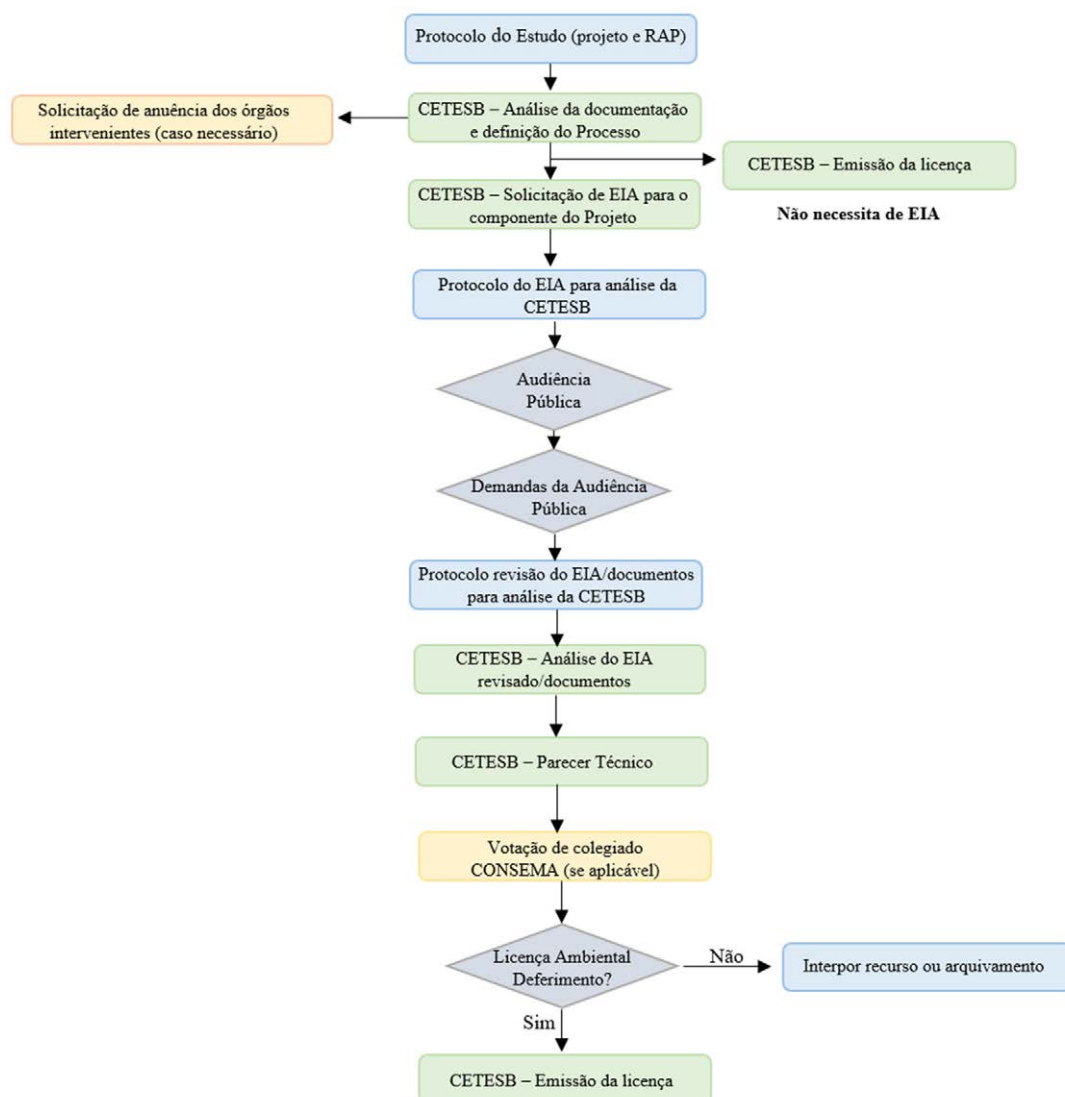 Protocolo do Estudo (projeto e RAP)
Solicitação de anuência dos órgãos
intervenientes (caso necessário)
CETESB – Análise da documentação
e definição do Processo
CETESB – Emissão da licença
Não necessita de EIA
CETESB – Solicitação de EIA para o
componente do Projeto
Protocolo do EIA para análise da
CETESB
Audiência
Pública
Demandas da Audiência
Pública
Protocolo revisão do EIA/documentos
para análise da CETESB
CETESB – Análise do EIA
revisado/documentos
CETESB – Parecer Técnico
Votação de colegiado
CONSEMA (se aplicável)
Licença Ambiental
Deferimento?
Não
Interpor recurso ou arquivamento
Sim
CETESB – Emissão da licença